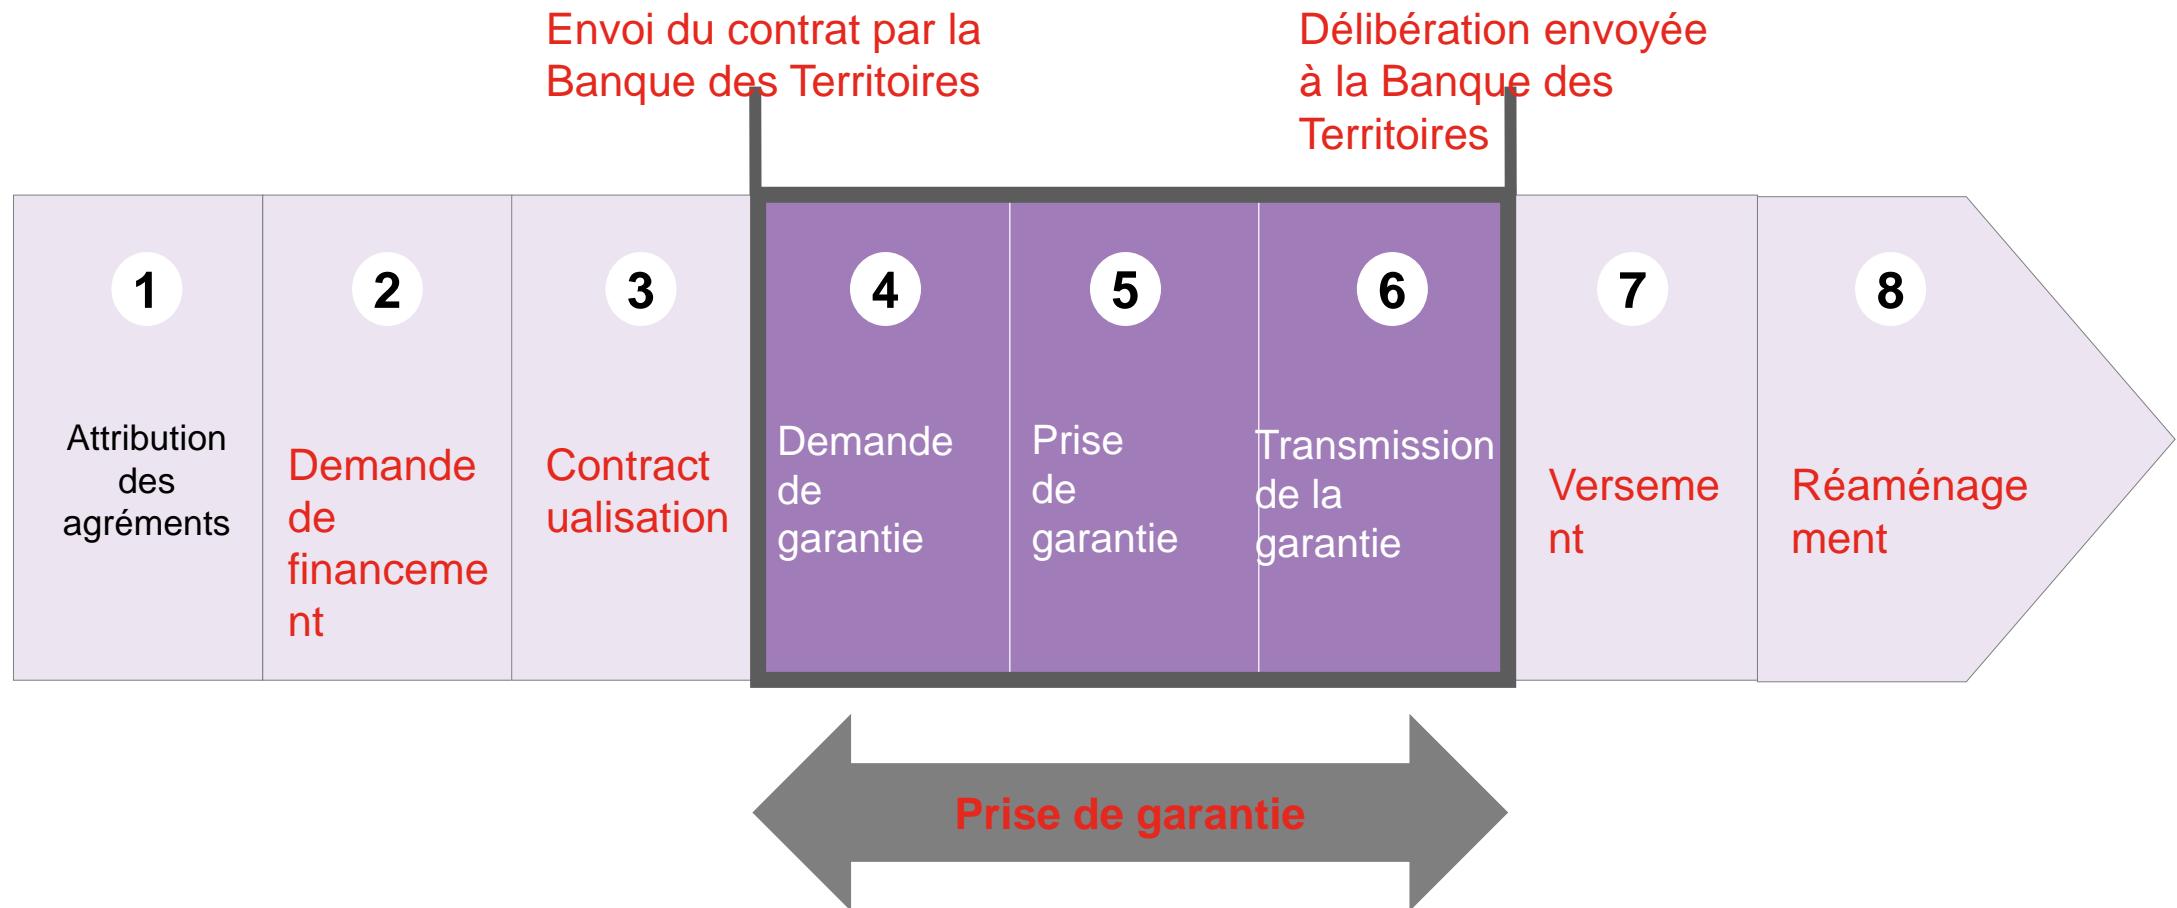 Envoi du contrat par la
Banque des Territoires
Délibération envoyée
à la Banque des
Territoires
1
Attribution
des
agréments
2
Demande
de
financeme
nt
3
Contract
ualisation
4
Demande
de
garantie
5
Prise
de
garantie
6
Transmission
de la
garantie
7
Verseme
nt
8
Réaménage
ment
Prise de garantie